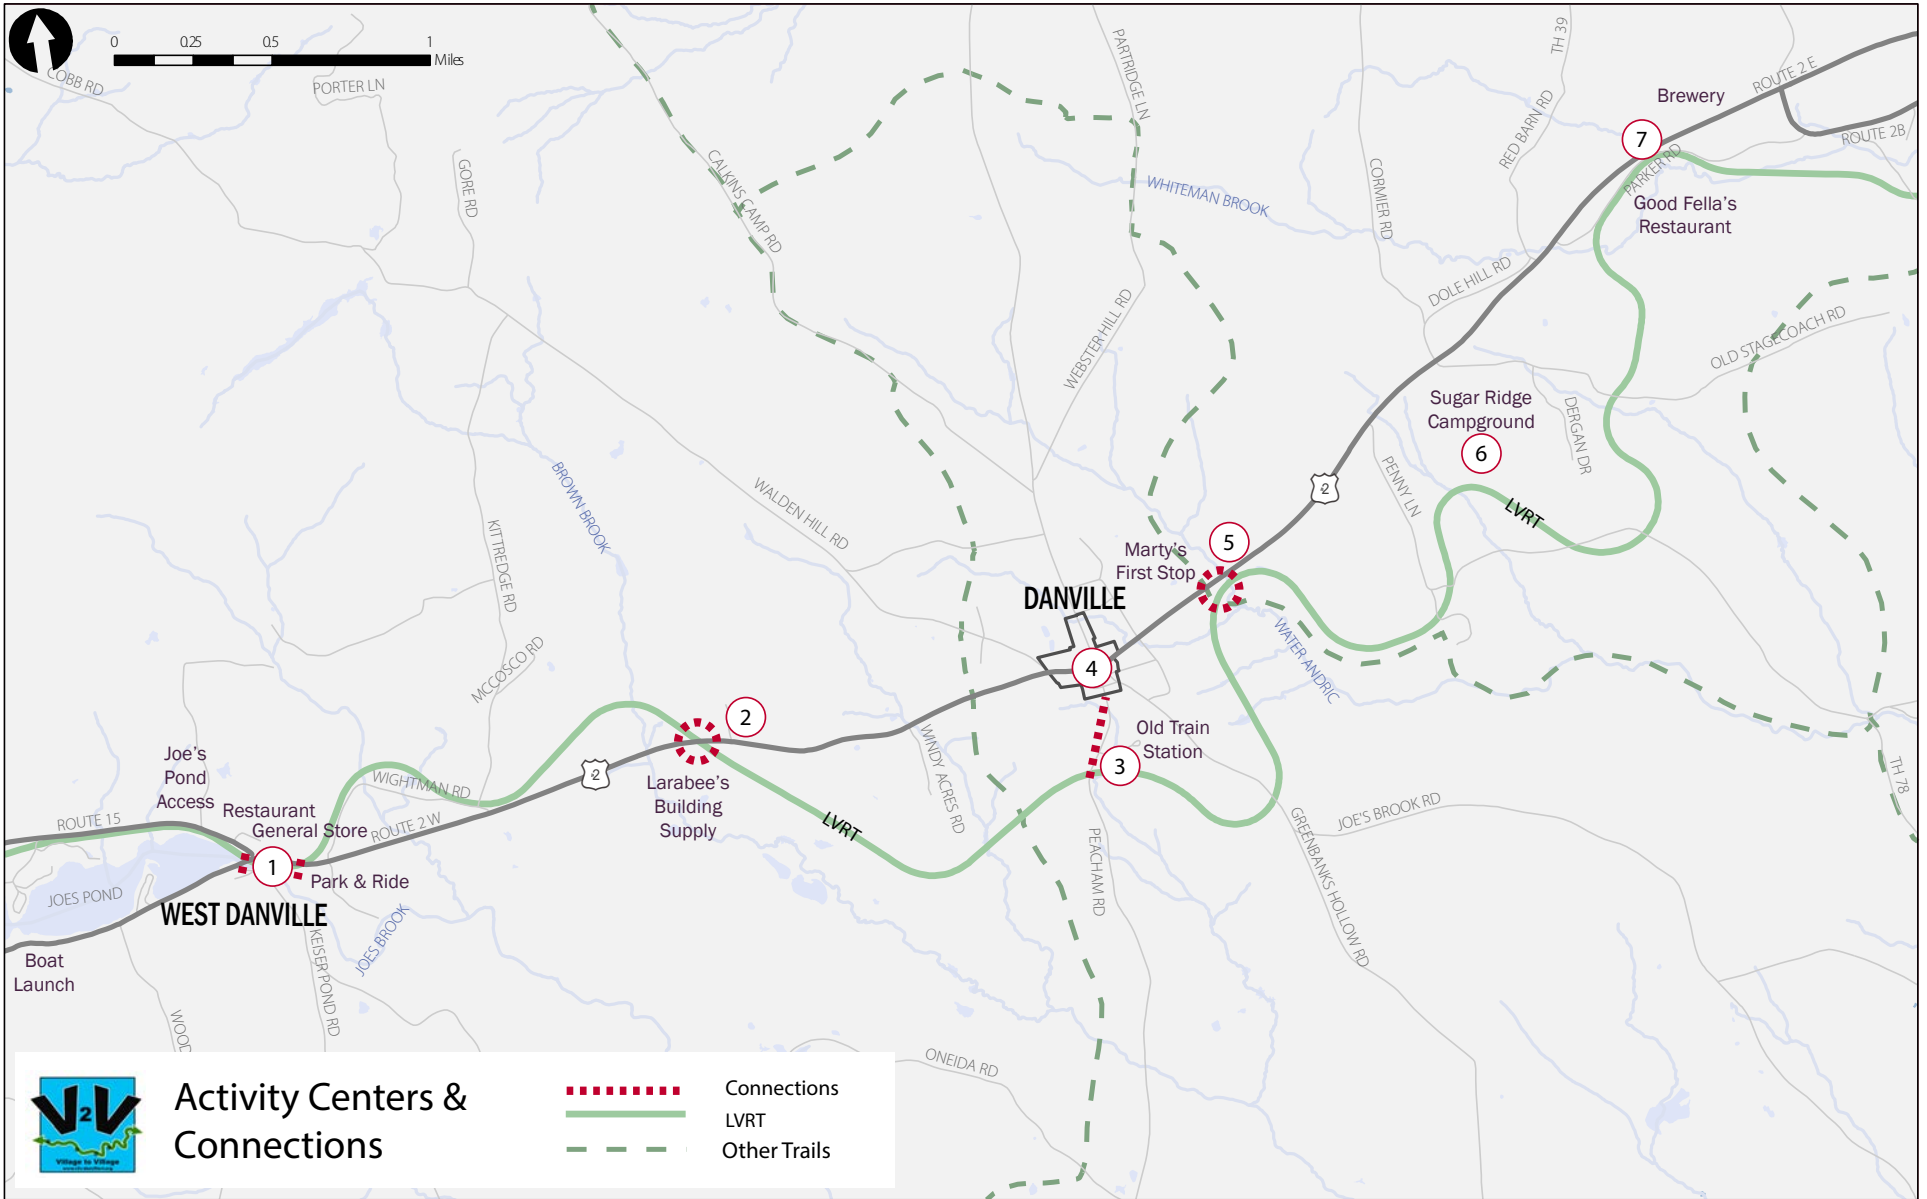 0 0.25 0.5 1
Miles
COBB RD
PORTER LN
GORE RD
CALKINS CAMP RD
PARTRIDGE LN
WHITEMAN BROOK
CORMIER RD
TH 39
RED BARN RD
Brewery
7
ROUTE 2 E
ROUTE 2B
PARKER RD
Good Fella's
Restaurant
DOLE HILL RD
OLD STAGECOACH RD
WEBSTER HILL RD
Sugar Ridge
Campground
6
DERGAN DR
PENNY LN
2
LVRT
BROWN BROOK
WALDEN HILL RD
KITTREDGE RD
Marty's
First Stop
5
DANVILLE
4
WATER ANDRIC
MCCOSCO RD
2
Larabee's
Building
Supply
2
WINDY ACRES RD
Old Train
Station
3
TH 78
Joe's
Pond
Access
Restaurant
General Store
WIGHTMAN RD
ROUTE 15
ROUTE 2 W
LVRT
JOE'S BROOK RD
GREENBANKS HOLLOW RD
PEACHAM RD
1
Park & Ride
JOES POND
WEST DANVILLE
JOES BROOK
KEISER POND RD
Boat
Launch
WOOD
ONEIDA RD
V2V
Village to Village
Activity Centers &
Connections
Connections
LVRT
Other Trails